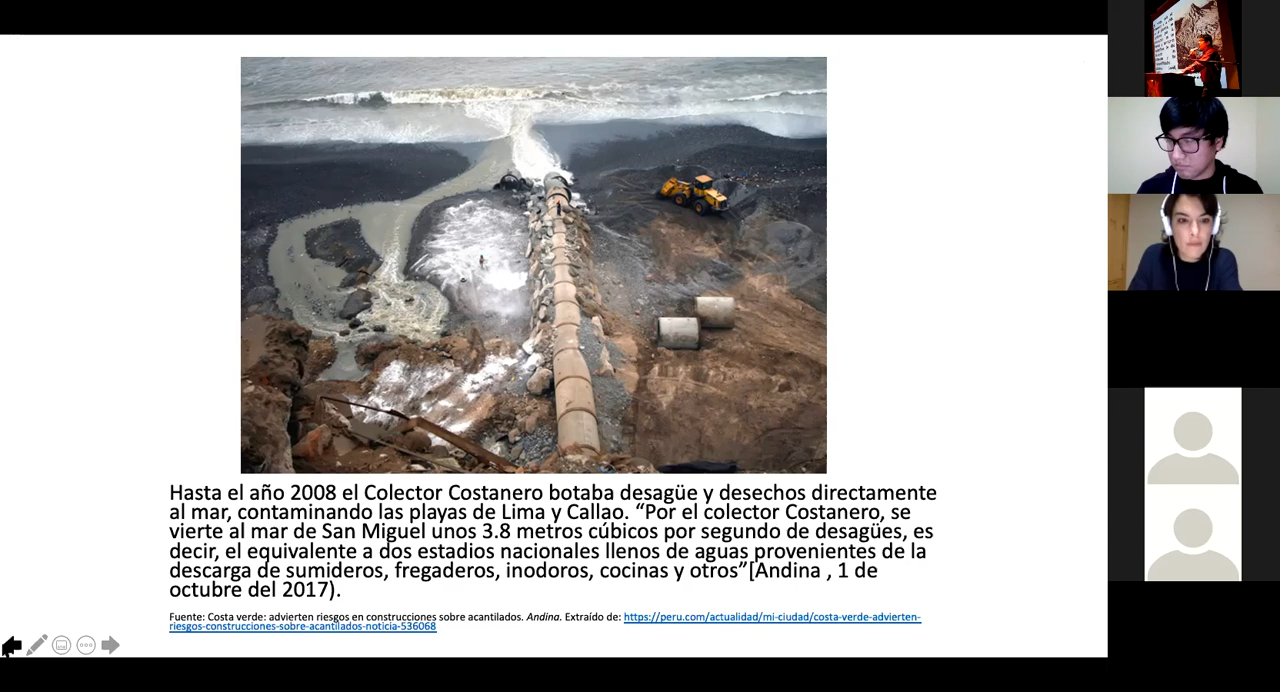 Hasta el año 2008 el Colector Costanero botaba desagüe y desechos directamente
al mar, contaminando las playas de Lima y Callao. “Por el colector Costanero, se
vierte al mar de San Miguel unos 3.8 metros cúbicos por segundo de desagües, es
decir, el equivalente a dos estadios nacionales llenos de aguas provenientes de la
descarga de sumideros, fregaderos, inodoros, cocinas y otros”[Andina , 1 de
octubre del 2017).
Fuente: Costa verde: advierten riesgos en construcciones sobre acantilados. Andina. Extraído de: https://peru.com/actualidad/mi-ciudad/costa-verde-advierten-
riesgos-construcciones-sobre-acantilados-noticia-536068